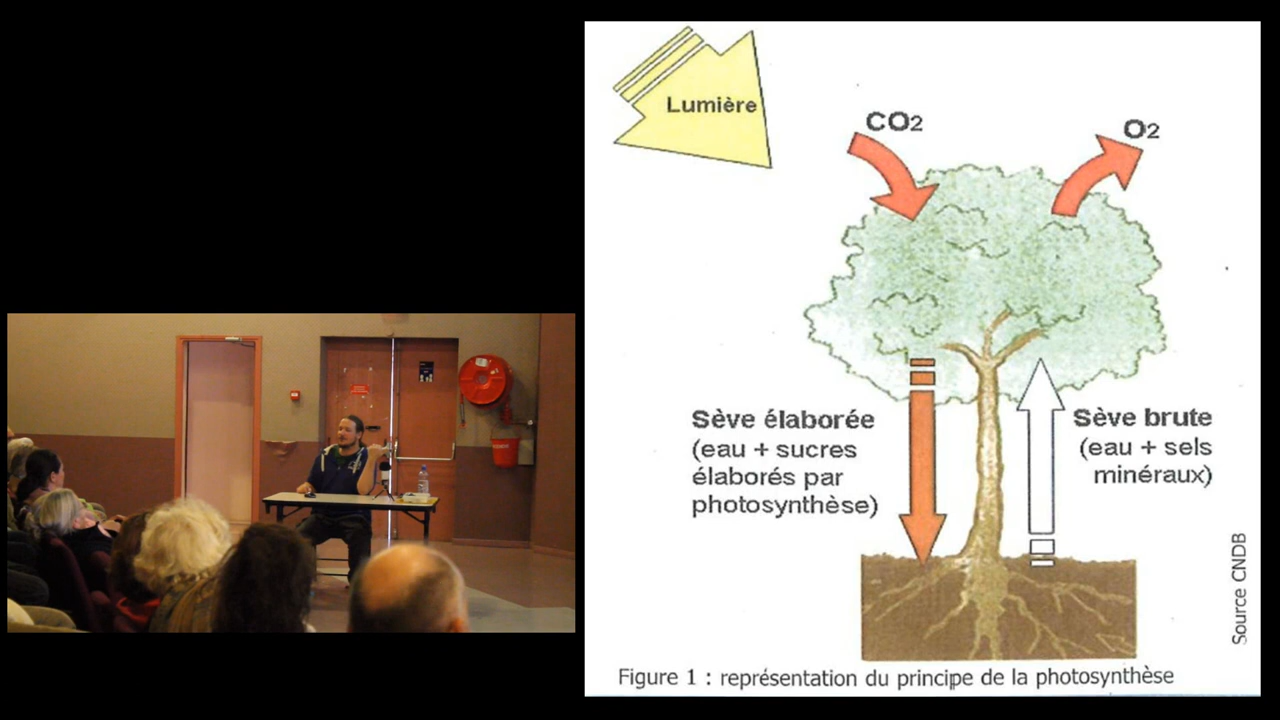 Lumière
CO2
O2
Sève élaborée
(eau + sucres
élaborés par
photosynthèse)
Sève brute
(eau + sels
minéraux)
Source CNDB
Figure 1 : représentation du principe de la photosynthèse